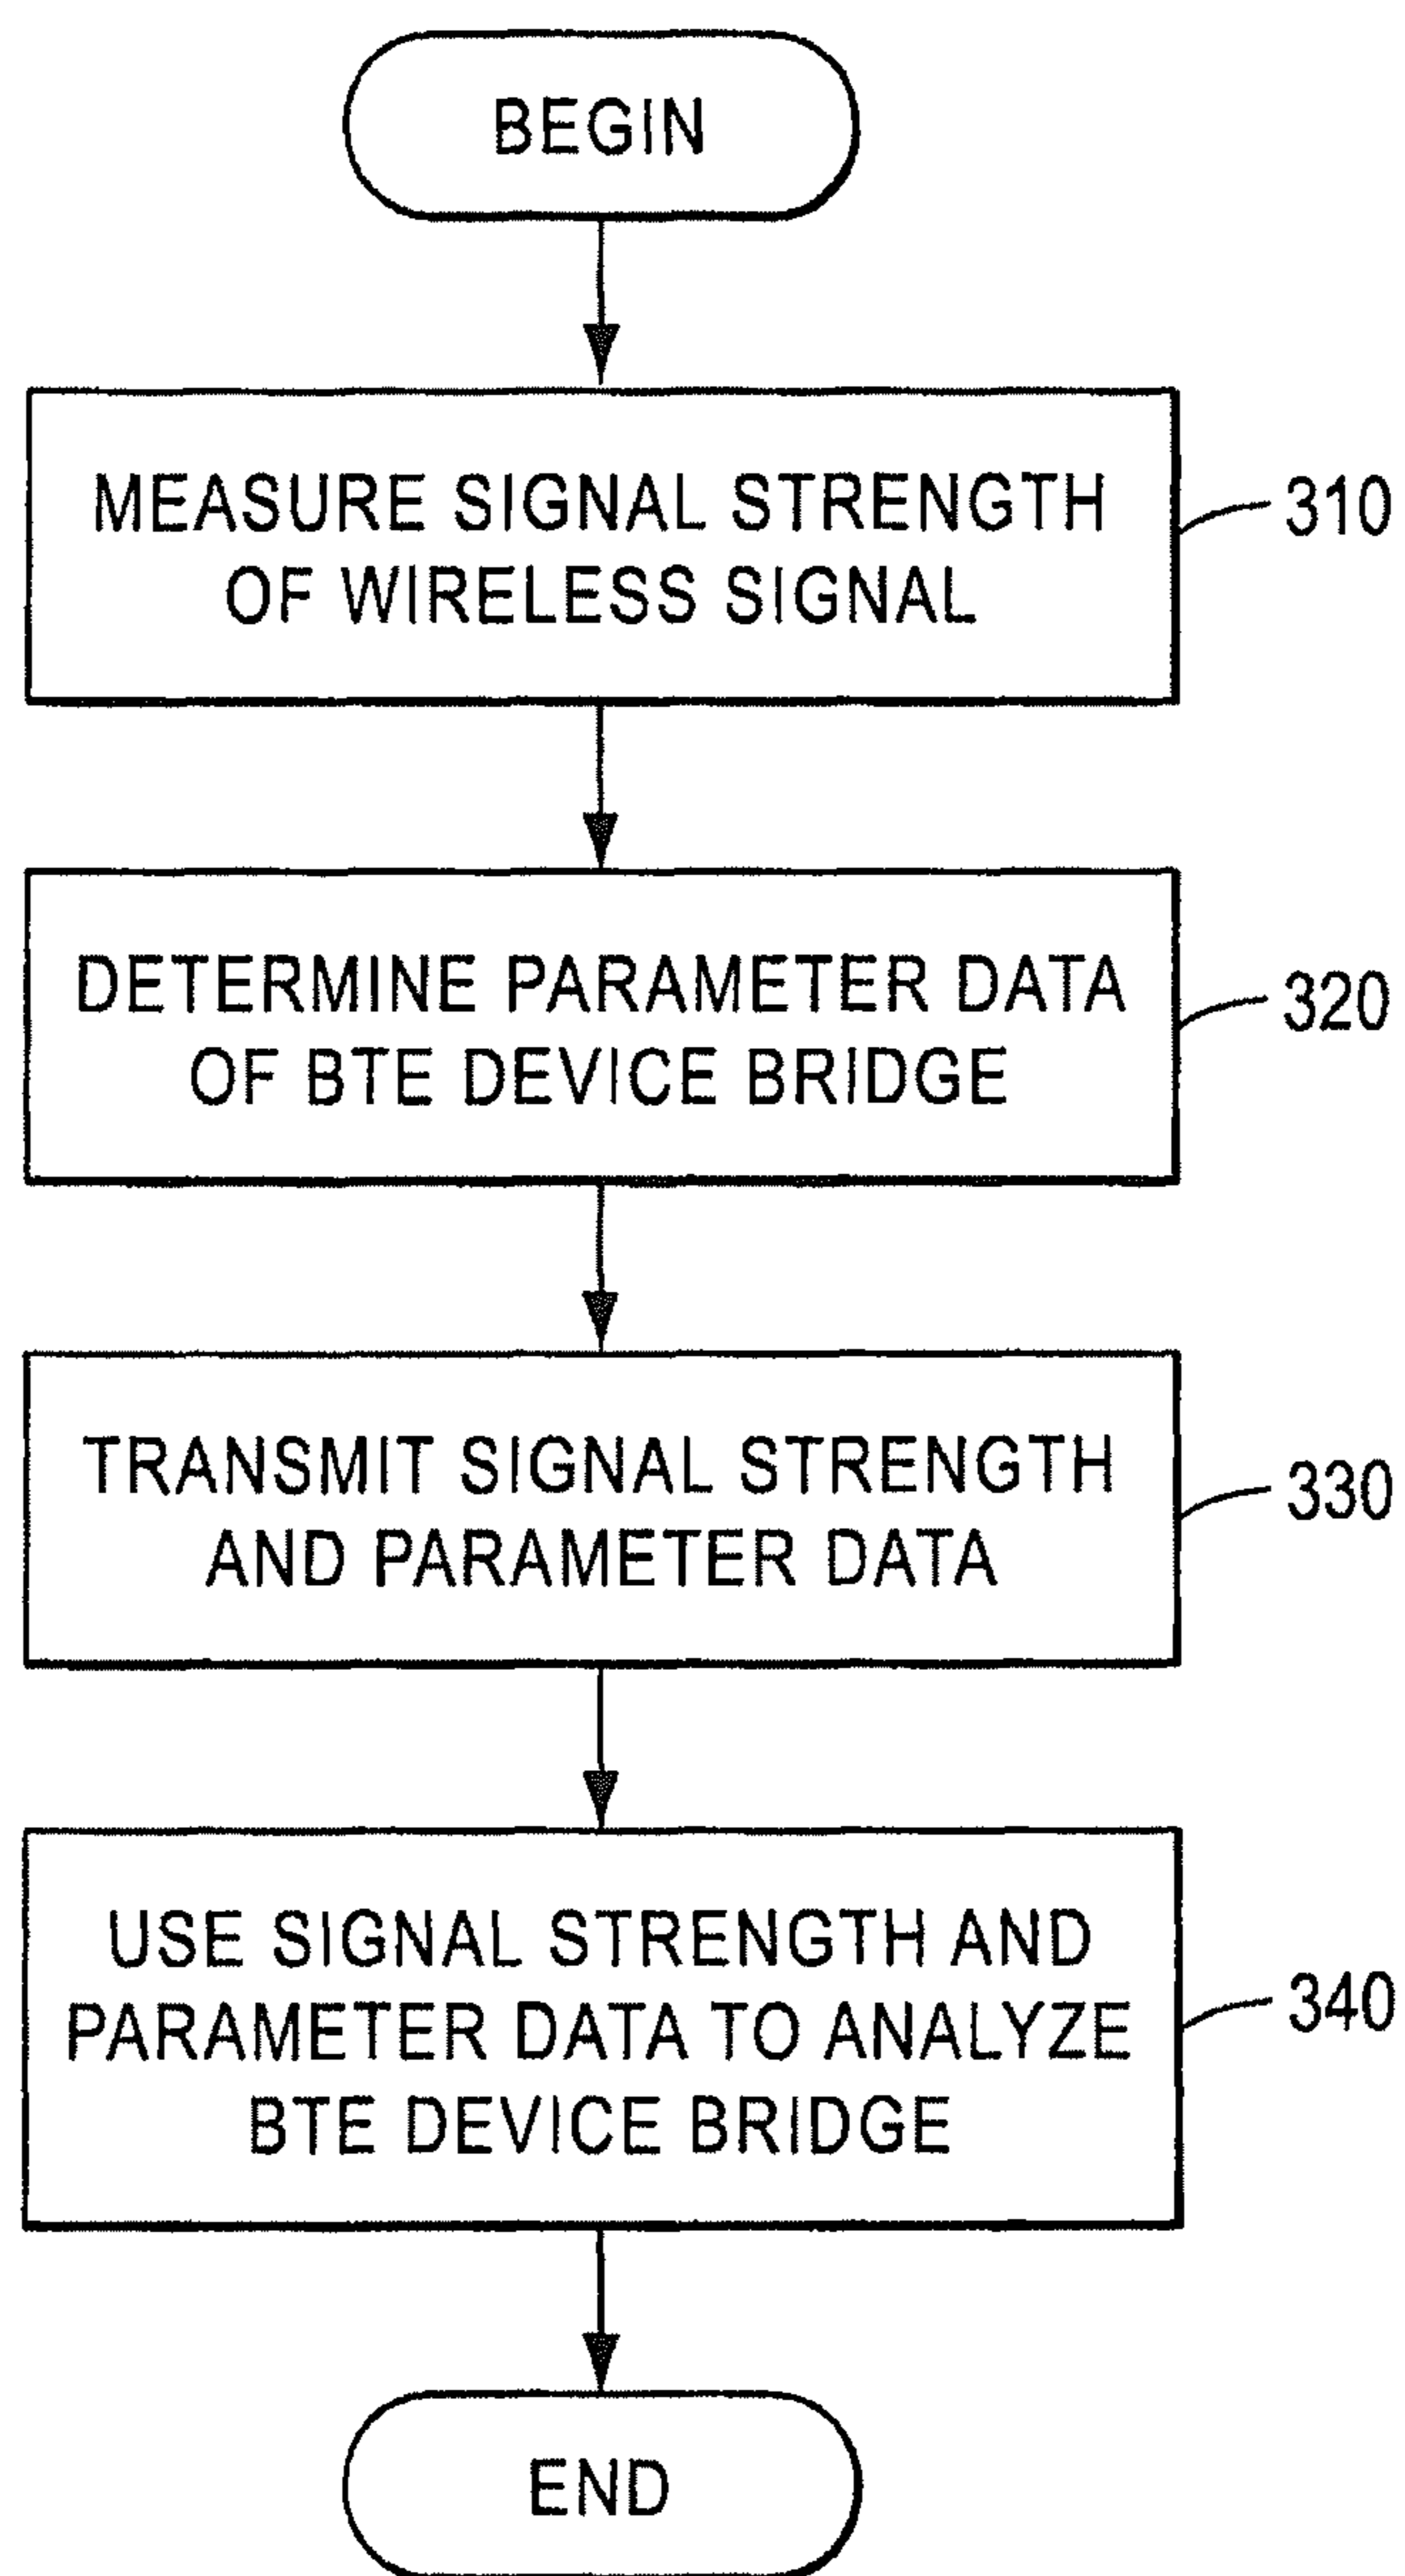 BEGIN
MEASURE SIGNAL STRENGTH
OF WIRELESS SIGNAL
310
DETERMINE PARAMETER DATA
OF BTE DEVICE BRIDGE
320
TRANSMIT SIGNAL STRENGTH
AND PARAMETER DATA
330
USE SIGNAL STRENGTH AND
PARAMETER DATA TO ANALYZE
BTE DEVICE BRIDGE
340
END